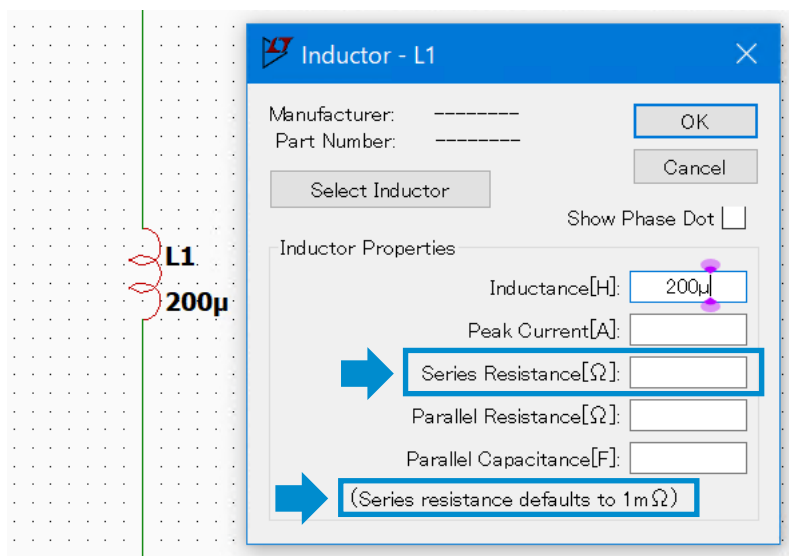 L1
200µ
Inductor - L1
Manufacturer: --------
Part Number: --------
OK
Cancel
Select Inductor
Show Phase Dot
Inductor Properties
Inductance[H]: 200µ
Peak Current[A]:
Series Resistance[Ω]:
Parallel Resistance[Ω]:
Parallel Capacitance[F]:
(Series resistance defaults to 1mΩ)